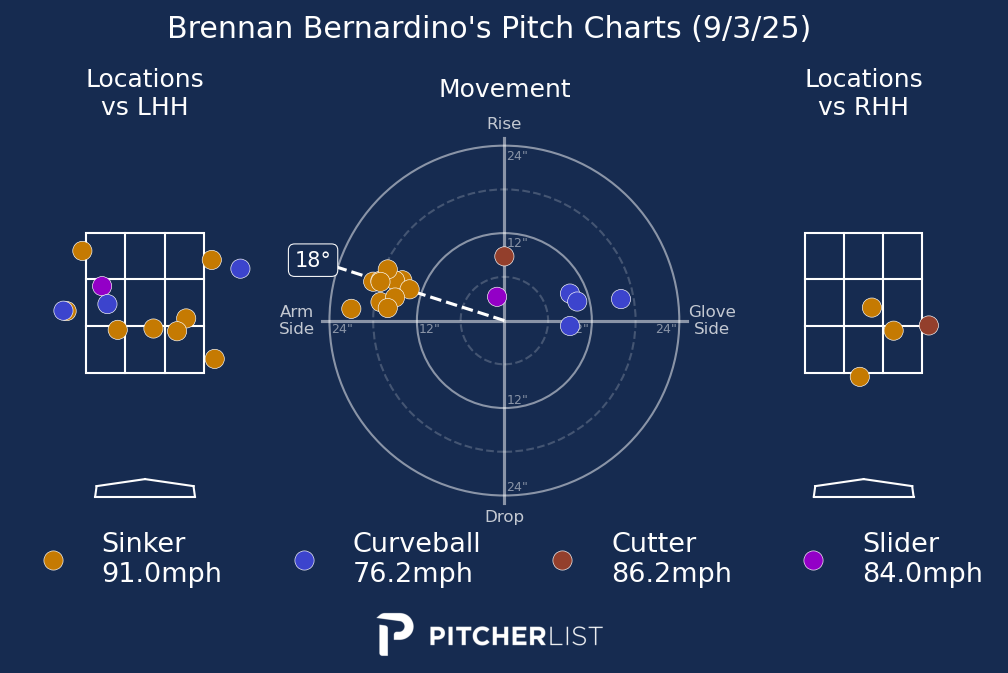 Brennan Bernardino's Pitch Charts (9/3/25)
Locations
vs LHH
Movement
Locations
vs RHH
Rise
24"
12"
18°
Arm
Side
24"
12"
2"
24"
Glove
Side
12"
24"
Drop
Sinker
91.0mph
Curveball
76.2mph
Cutter
86.2mph
Slider
84.0mph
PITCHERLIST